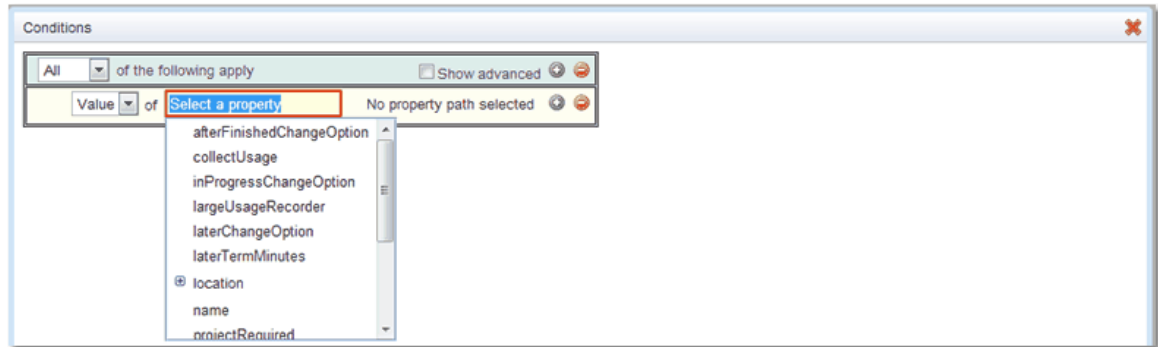 Conditions
All of the following apply Show advanced
Value of Select a property No property path selected
afterFinishedChangeOption
collectUsage
inProgressChangeOption
largeUsageRecorder
laterChangeOption
laterTermMinutes
location
name
projectRequired